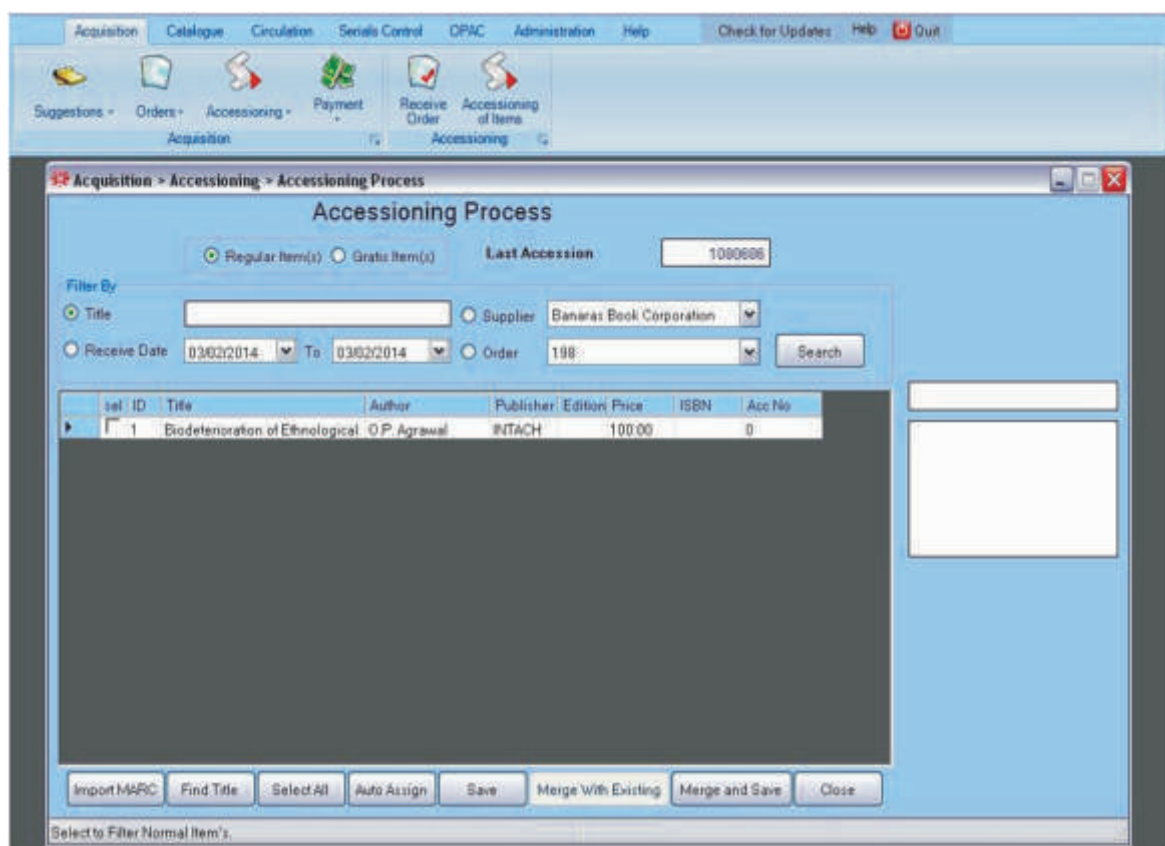 Acquisition Catalogue Circulation Serials Control OPAC Administration Help Check for Updates Help Quit
Suggestions Orders Accessioning Payment Receive Order Accessioning of Items
Acquisition Accessioning
Acquisition > Accessioning > Accessioning Process
Accessioning Process
Regular Item(s) Gratis Item(s) Last Accession 1080686
Filter By
Title Supplier Banaras Book Corporation
Receive Date 03/02/2014 To 03/02/2014 Order 198 Search
sel ID Title Author Publisher Edition Price ISBN Acc No
1 Biodeterioration of Ethnological O.P. Agrawal INTACH 100.00 0
Import MARC Find Title Select All Auto Assign Save Merge With Existing Merge and Save Close
Select to Filter Normal Item's.